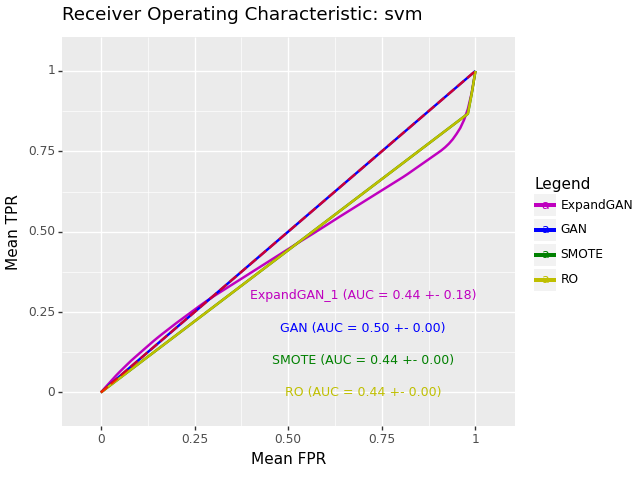 Receiver Operating Characteristic: svm
Mean TPR
1
0.75
0.50
0.25
0
ExpandGAN_1 (AUC = 0.44 +- 0.18)
GAN (AUC = 0.50 +- 0.00)
SMOTE (AUC = 0.44 +- 0.00)
RO (AUC = 0.44 +- 0.00)
0 0.25 0.50 0.75 1
Mean FPR
Legend
a ExpandGAN
a GAN
a SMOTE
a RO